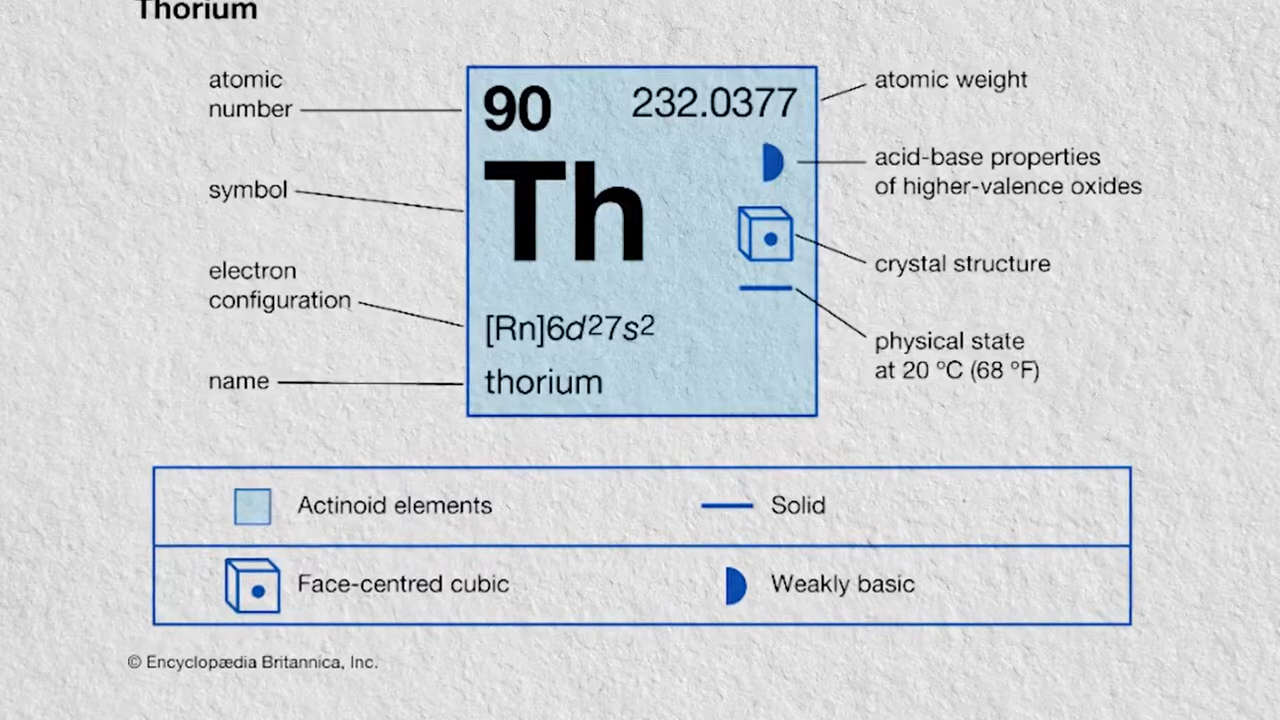 Thorium
atomic
number
symbol
electron
configuration
name
90
232.0377
Th
[Rn]6d²7s²
thorium
atomic weight
acid-base properties
of higher-valence oxides
crystal structure
physical state
at 20 °C (68 °F)
Actinoid elements
Solid
Face-centred cubic
Weakly basic
© Encyclopædia Britannica, Inc.